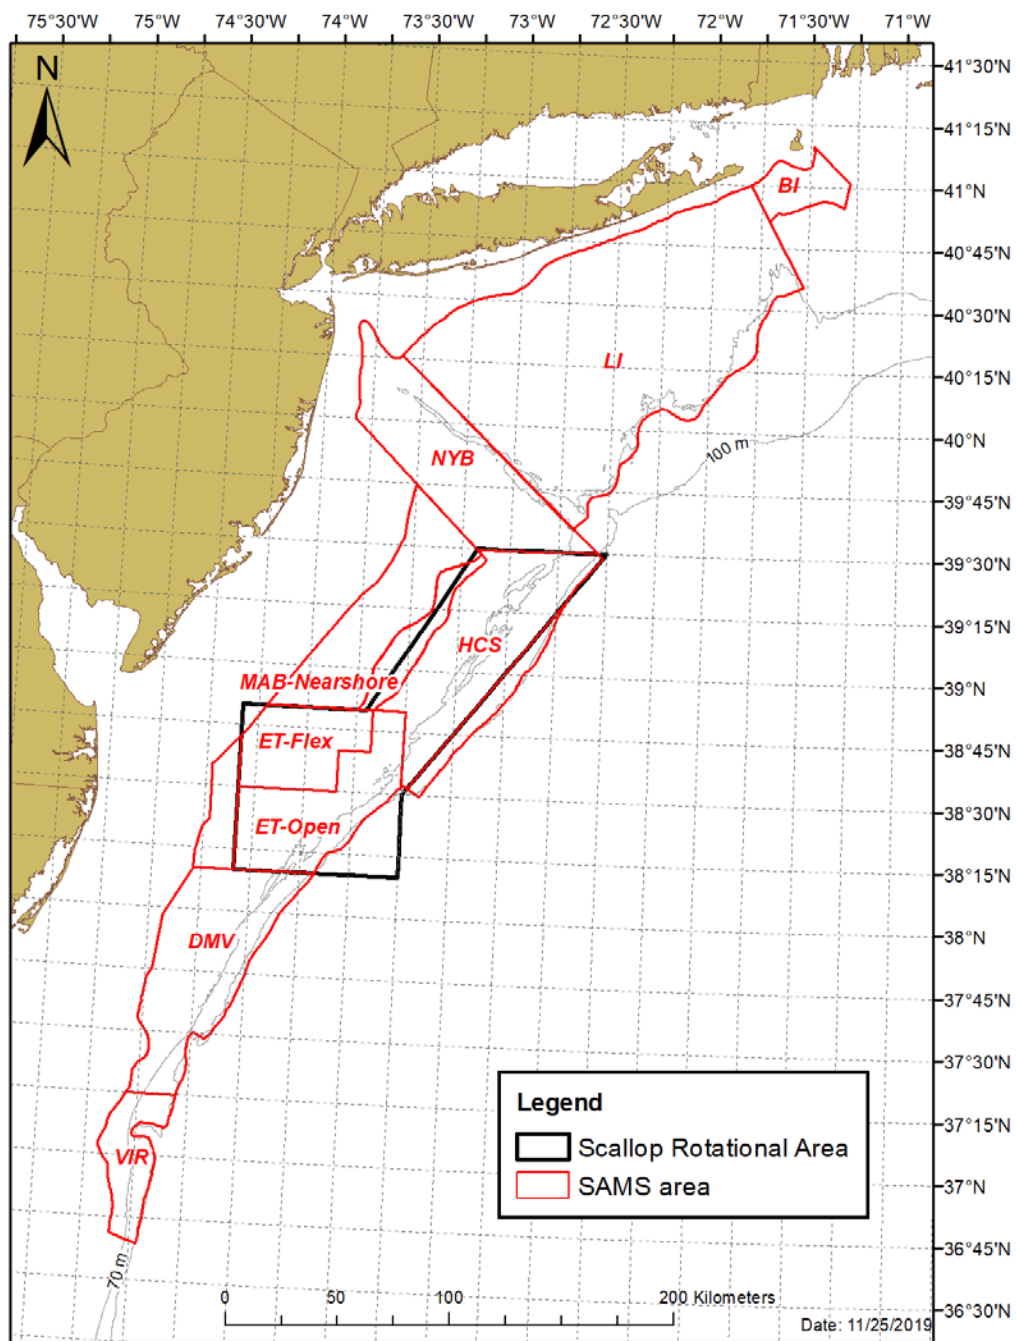 75°30'W 75°W 74°30'W 74°W 73°30'W 73°W 72°30'W 72°W 71°30'W 71°W
N
41°30'N
41°15'N
BI
41°N
40°45'N
40°30'N
LI
40°15'N
40°N
NYB
100 m
39°45'N
39°30'N
HCS
39°15'N
MAB-Nearshore
39°N
ET-Flex
38°45'N
38°30'N
ET-Open
38°15'N
DMV
38°N
37°45'N
37°30'N
Legend
Scallop Rotational Area
SAMS area
37°15'N
VIR
37°N
36°45'N
70 m
0 50 100 200 Kilometers
36°30'N
Date: 11/25/2019